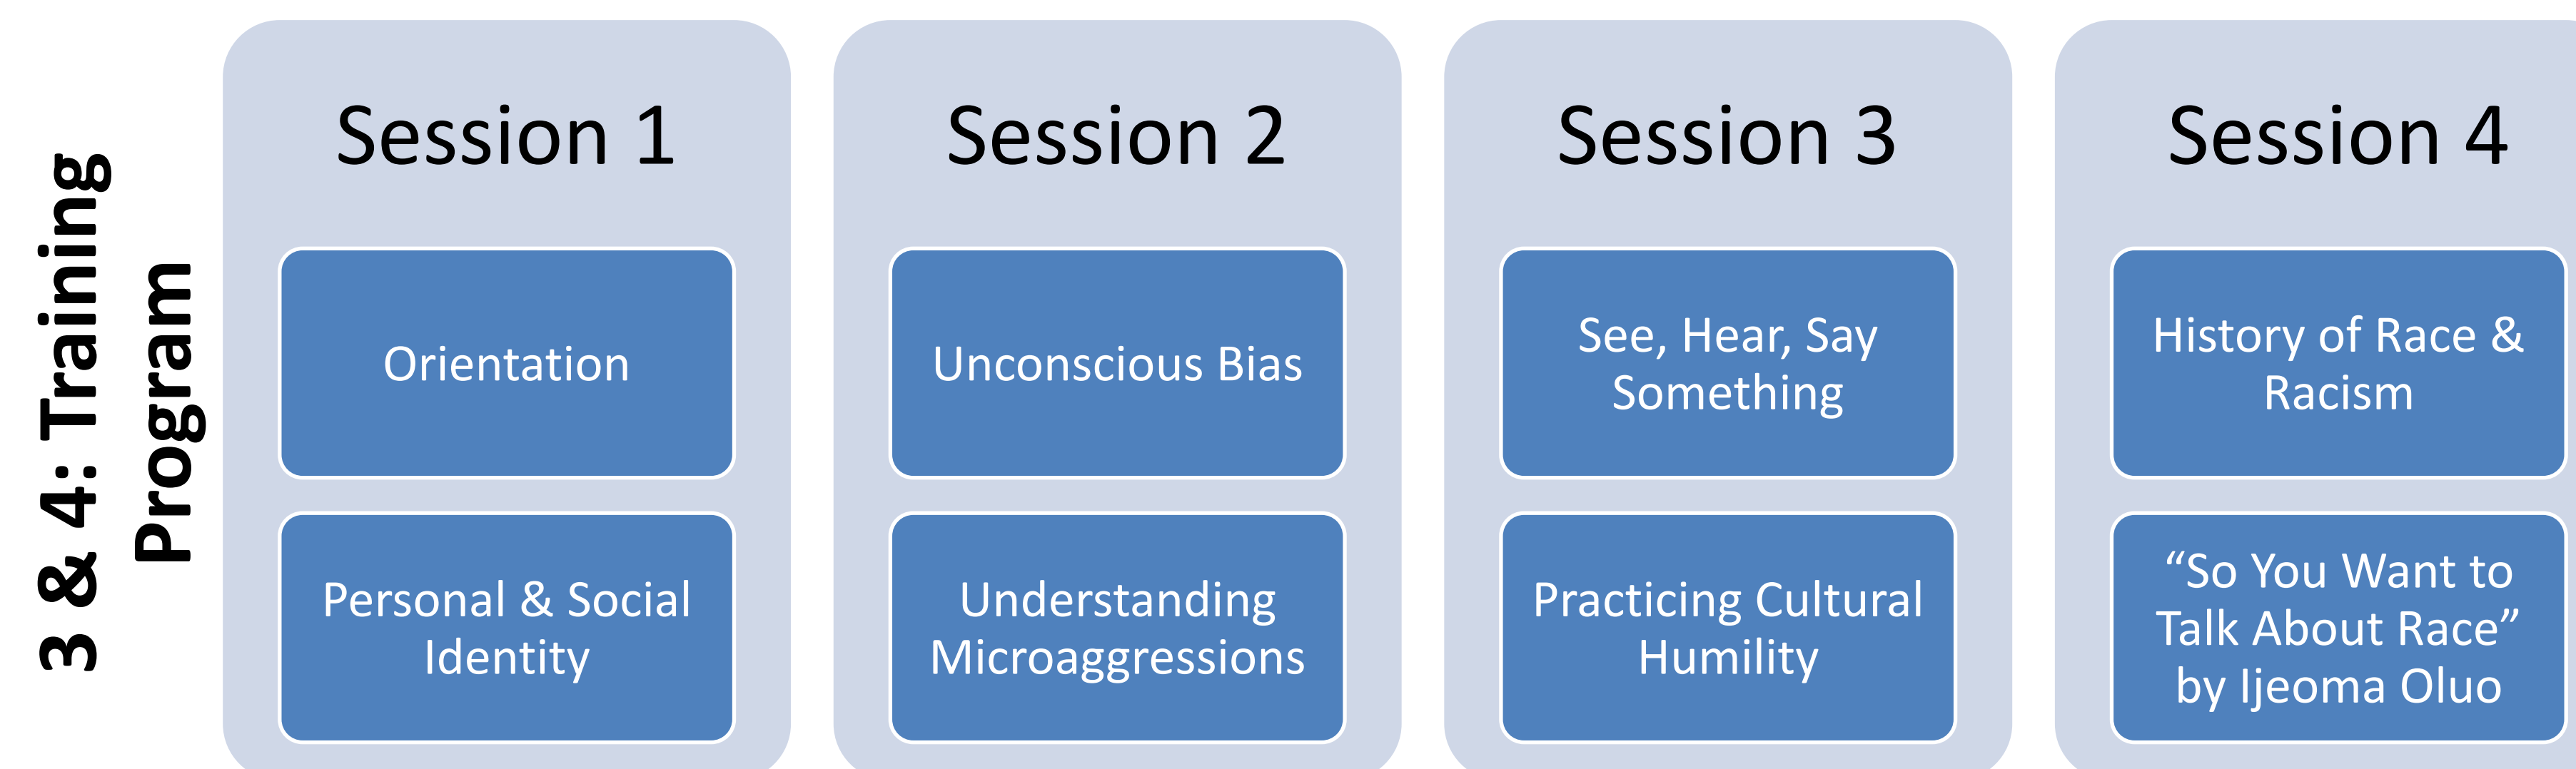 3 & 4: Training
Program
Session 1
Orientation
Personal & Social
Identity
Session 2
Unconscious Bias
Understanding
Microaggressions
Session 3
See, Hear, Say
Something
Practicing Cultural
Humility
Session 4
History of Race &
Racism
“So You Want to
Talk About Race”
by Ijeoma Oluo